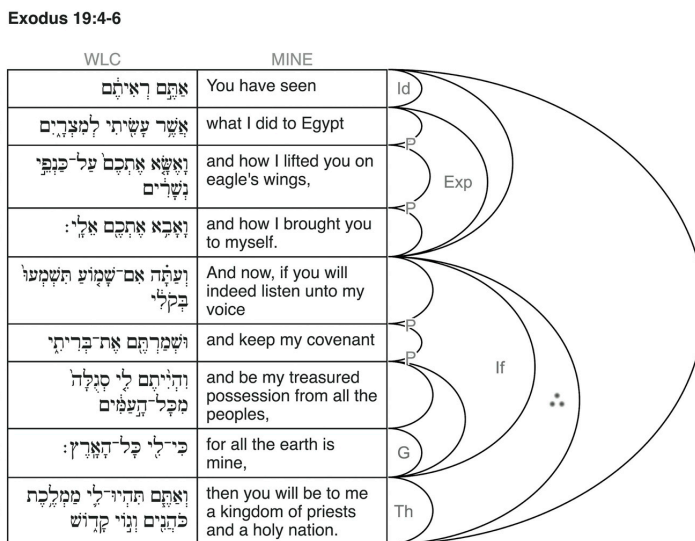 Exodus 19:4-6
WLC MINE
אַתֶּ֣ם רְאִיתֶ֔ם
You have seen
Id
אֲשֶׁ֥ר עָשִׂ֖יתִי לְמִצְרָ֑יִם
what I did to Egypt
P
וָאֶשָּׂ֤א אֶתְכֶם֙ עַל־כַּנְפֵ֣י
נְשָׁרִ֔ים
and how I lifted you on
eagle's wings,
Exp
P
וָאָבִ֥א אֶתְכֶ֖ם אֵלָֽי׃
and how I brought you
to myself.
וְעַתָּ֗ה אִם־שָׁמ֤וֹעַ תִּשְׁמְעוּ֙
בְּקֹלִ֔י
And now, if you will
indeed listen unto my
voice
P
וּשְׁמַרְתֶּ֖ם אֶת־בְּרִיתִ֑י
and keep my covenant
P
If
וִהְיִ֨יתֶם לִ֤י סְגֻלָּה֙
מִכָּל־הָ֣עַמִּ֔ים
and be my treasured
possession from all the
peoples,
∴
כִּי־לִ֖י כָּל־הָאָֽרֶץ׃
for all the earth is
mine,
G
וְאַתֶּ֧ם תִּהְיוּ־לִ֛י מַמְלֶ֥כֶת
כֹּהֲנִ֖ים וְג֣וֹי קָד֑וֹשׁ
then you will be to me
a kingdom of priests
and a holy nation.
Th